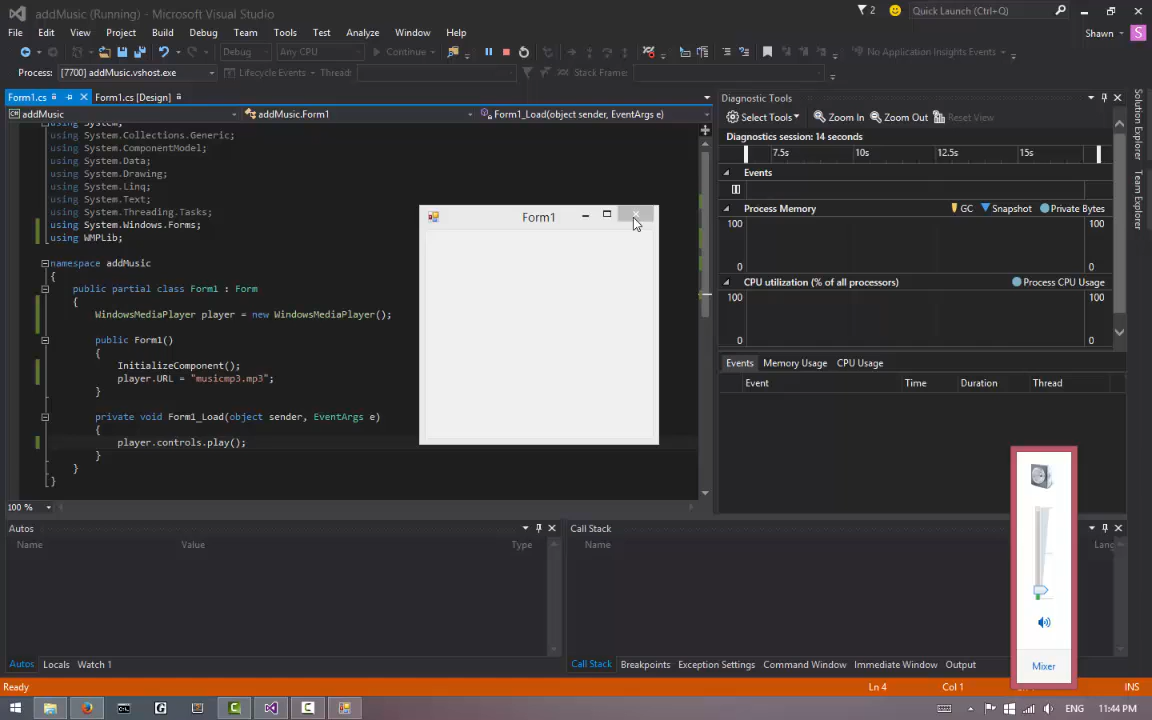 addMusic (Running) - Microsoft Visual Studio
2
Quick Launch (Ctrl+Q)
File Edit View Project Build Debug Team Tools Test Analyze Window Help
Shawn S
Debug Any CPU Continue No Application Insights Events
Process: [7700] addMusic.vshost.exe Lifecycle Events Thread: Stack Frame:
Form1.cs Form1.cs [Design]
addMusic addMusic.Form1 Form1_Load(object sender, EventArgs e)
using System;
using System.Collections.Generic;
using System.ComponentModel;
using System.Data;
using System.Drawing;
using System.Linq;
using System.Text;
using System.Threading.Tasks;
using System.Windows.Forms;
using WMPLib;
namespace addMusic
{
public partial class Form1 : Form
{
WindowsMediaPlayer player = new WindowsMediaPlayer();
public Form1()
{
InitializeComponent();
player.URL = "musicmp3.mp3";
}
private void Form1_Load(object sender, EventArgs e)
{
player.controls.play();
}
}
}
100 %
Form1
Diagnostic Tools
Select Tools Zoom In Zoom Out Reset View
Diagnostics session: 14 seconds
7.5s 10s 12.5s 15s
Events
Process Memory GC Snapshot Private Bytes
100 100
0 0
CPU utilization (% of all processors) Process CPU Usage
100 100
0 0
Events Memory Usage CPU Usage
Event Time Duration Thread
Solution Explorer
Team Explorer
Autos
Name Value Type
Autos Locals Watch 1
Call Stack
Name Lang
Call Stack Breakpoints Exception Settings Command Window Immediate Window Output
Mixer
Ready Ln 4 Col 1 INS
ENG 11:44 PM